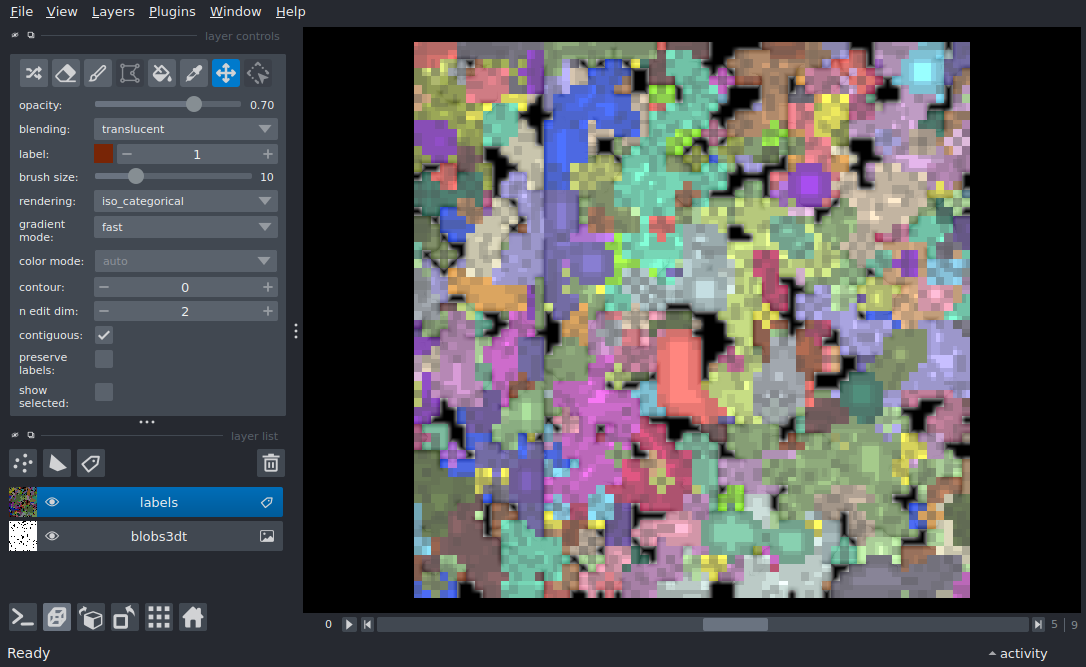 File View Layers Plugins Window Help
layer controls
opacity: 0.70
blending: translucent
label: 1
brush size: 10
rendering: iso_categorical
gradient
mode: fast
color mode: auto
contour: 0
n edit dim: 2
contiguous:
preserve
labels:
show
selected:
layer list
labels
blobs3dt
0 5 | 9
Ready activity